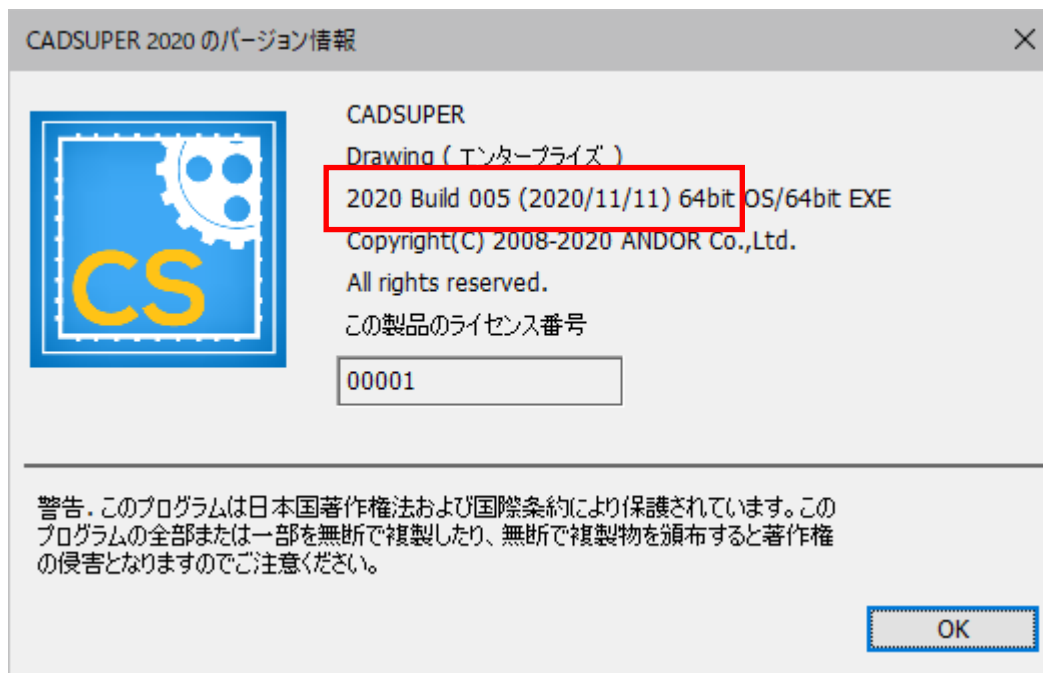 CADSUPER 2020 のバージョン情報
CADSUPER
Drawing ( エンタープライズ )
2020 Build 005 (2020/11/11) 64bit OS/64bit EXE
Copyright(C) 2008-2020 ANDOR Co.,Ltd.
All rights reserved.
CS
この製品のライセンス番号
00001
警告．このプログラムは日本国著作権法および国際条約により保護されています。この
プログラムの全部または一部を無断で複製したり、無断で複製物を頒布すると著作権
の侵害となりますのでご注意ください。
OK